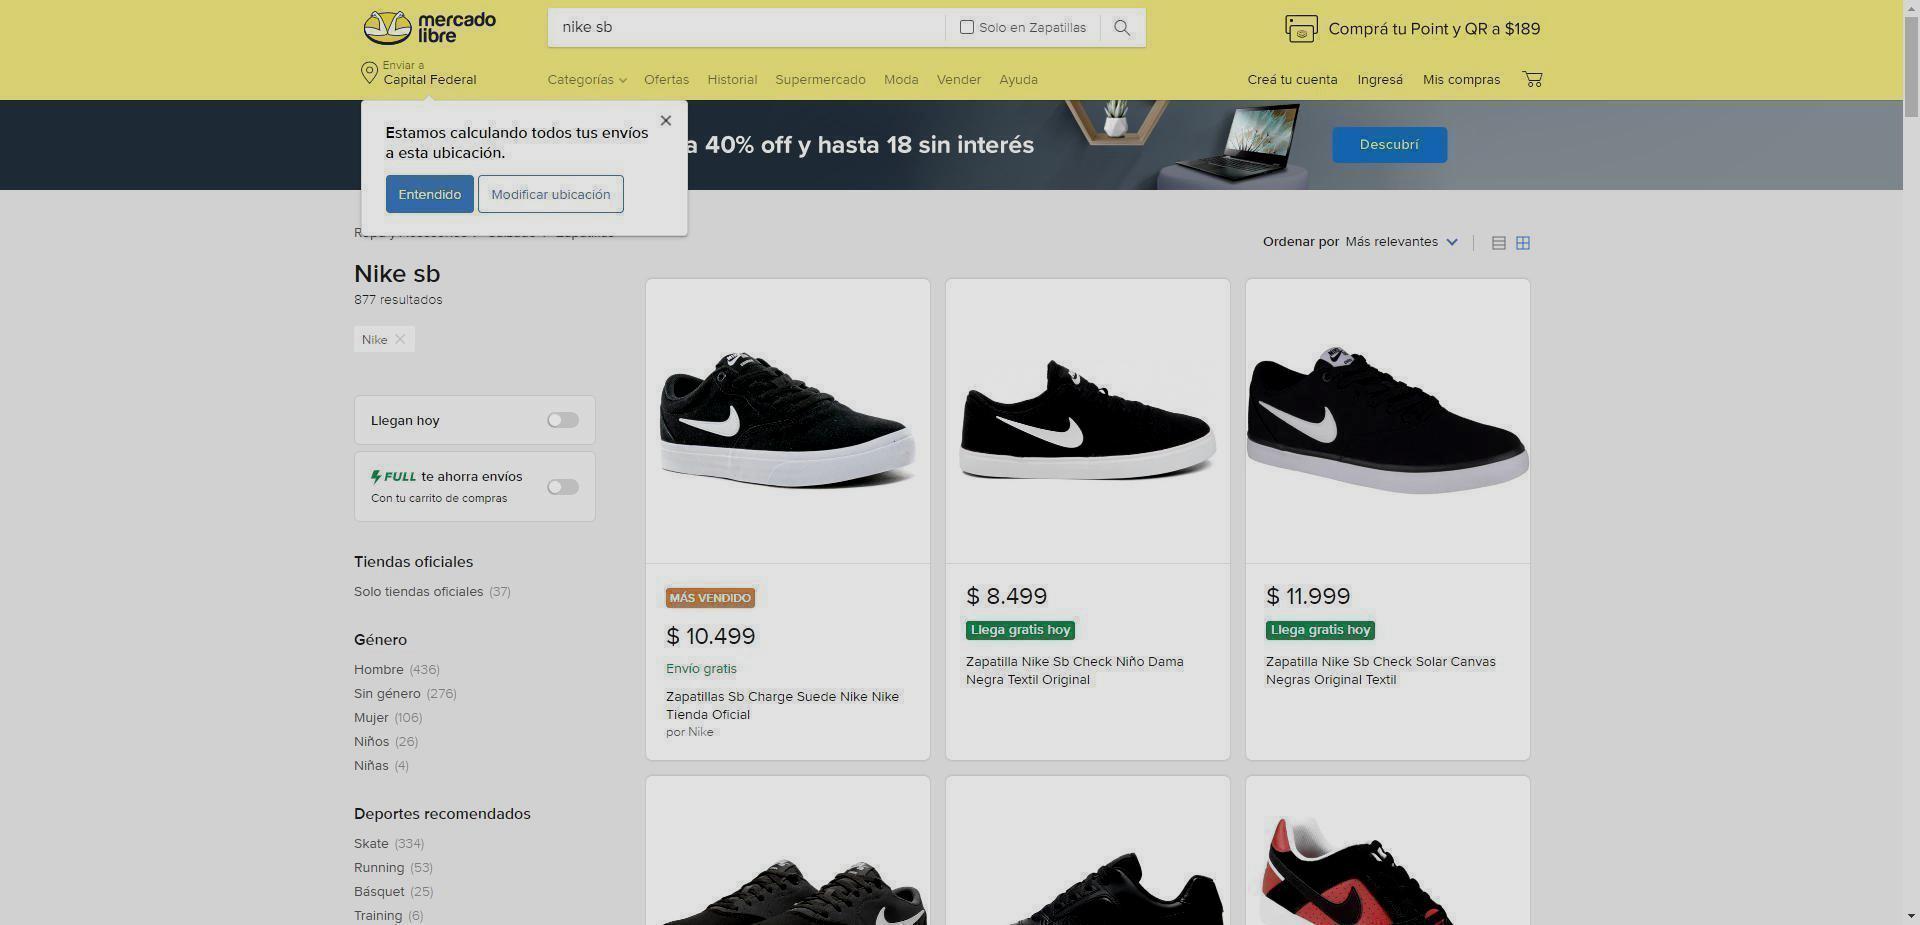 mercado
libre
nike sb
Solo en Zapatillas
Comprá tu Point y QR a $189
Enviar a
Capital Federal
Categorías
Ofertas
Historial
Supermercado
Moda
Vender
Ayuda
Creá tu cuenta
Ingresá
Mis compras
Estamos calculando todos tus envíos
a esta ubicación.
Entendido
Modificar ubicación
a 40% off y hasta 18 sin interés
Descubrí
Ordenar por Más relevantes
Nike sb
877 resultados
Nike
Llegan hoy
FULL te ahorra envíos
Con tu carrito de compras
Tiendas oficiales
Solo tiendas oficiales (37)
Género
Hombre (436)
Sin género (276)
Mujer (106)
Niños (26)
Niñas (4)
Deportes recomendados
Skate (334)
Running (53)
Básquet (25)
Training (6)
MÁS VENDIDO
$ 10.499
Envío gratis
Zapatillas Sb Charge Suede Nike Nike
Tienda Oficial
por Nike
$ 8.499
Llega gratis hoy
Zapatilla Nike Sb Check Niño Dama
Negra Textil Original
$ 11.999
Llega gratis hoy
Zapatilla Nike Sb Check Solar Canvas
Negras Original Textil